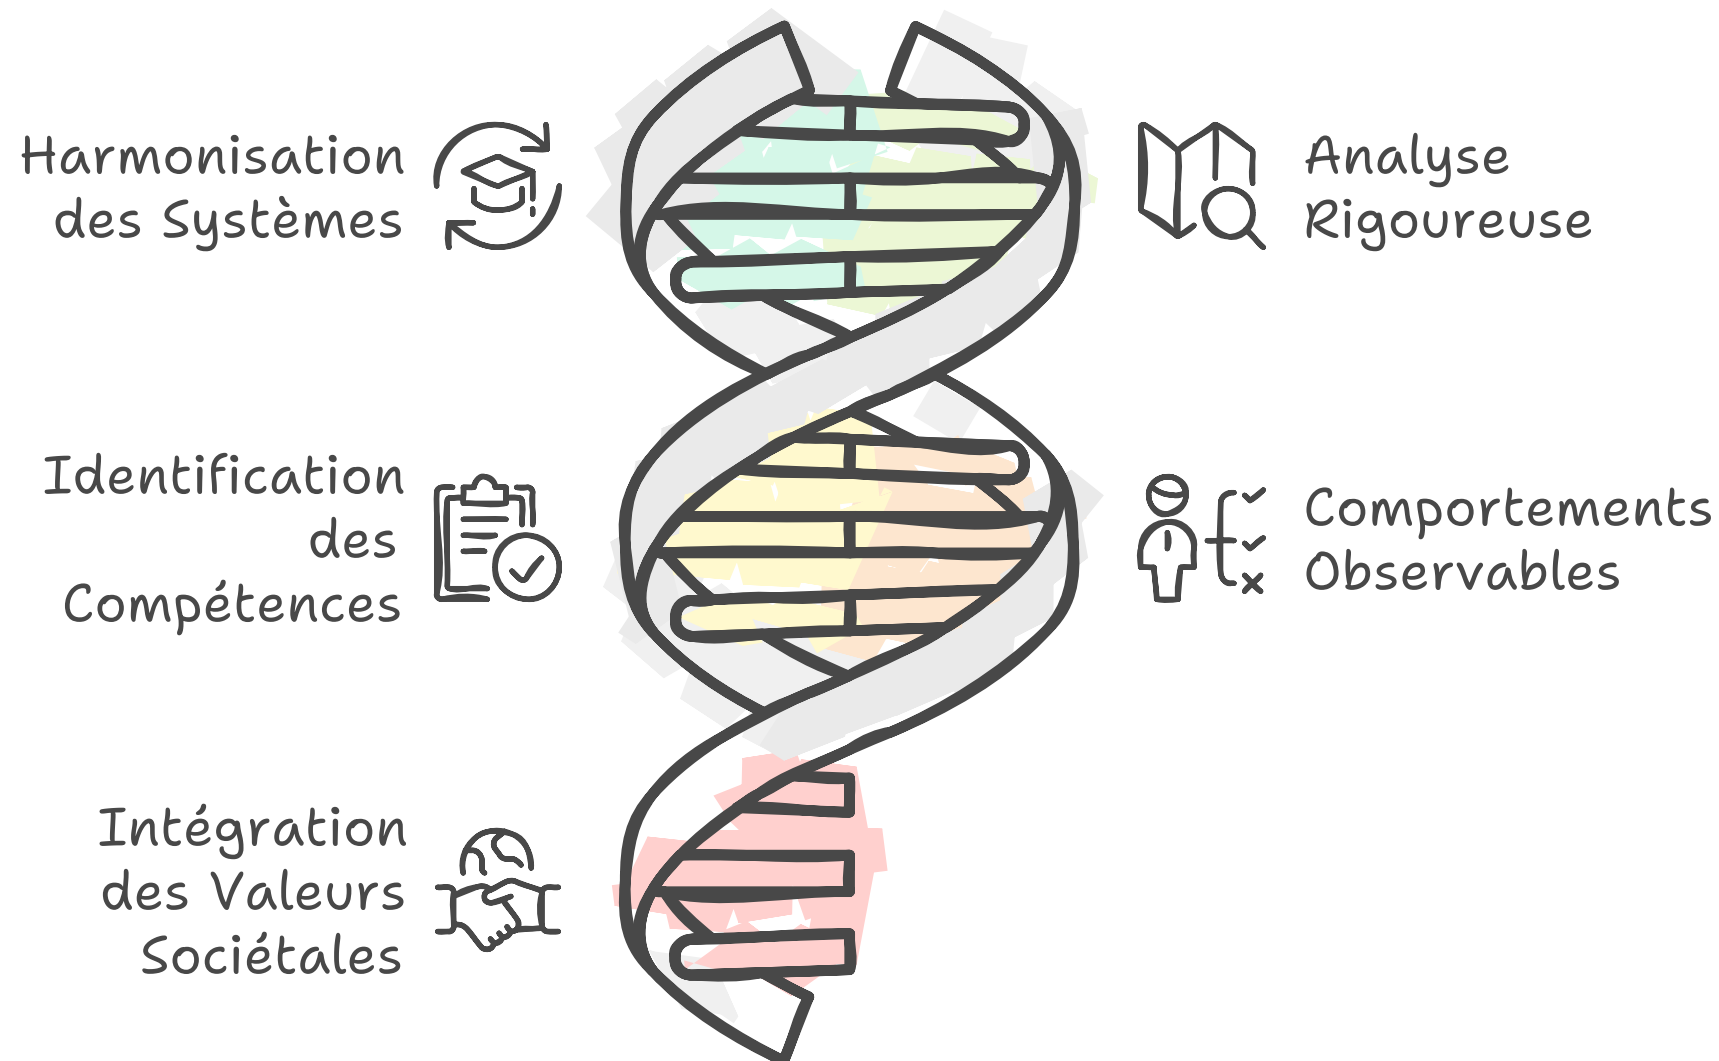 Harmonisation
des Systèmes
Analyse
Rigoureuse
Identification
des
Compétences
Comportements
Observables
Intégration
des Valeurs
Sociétales